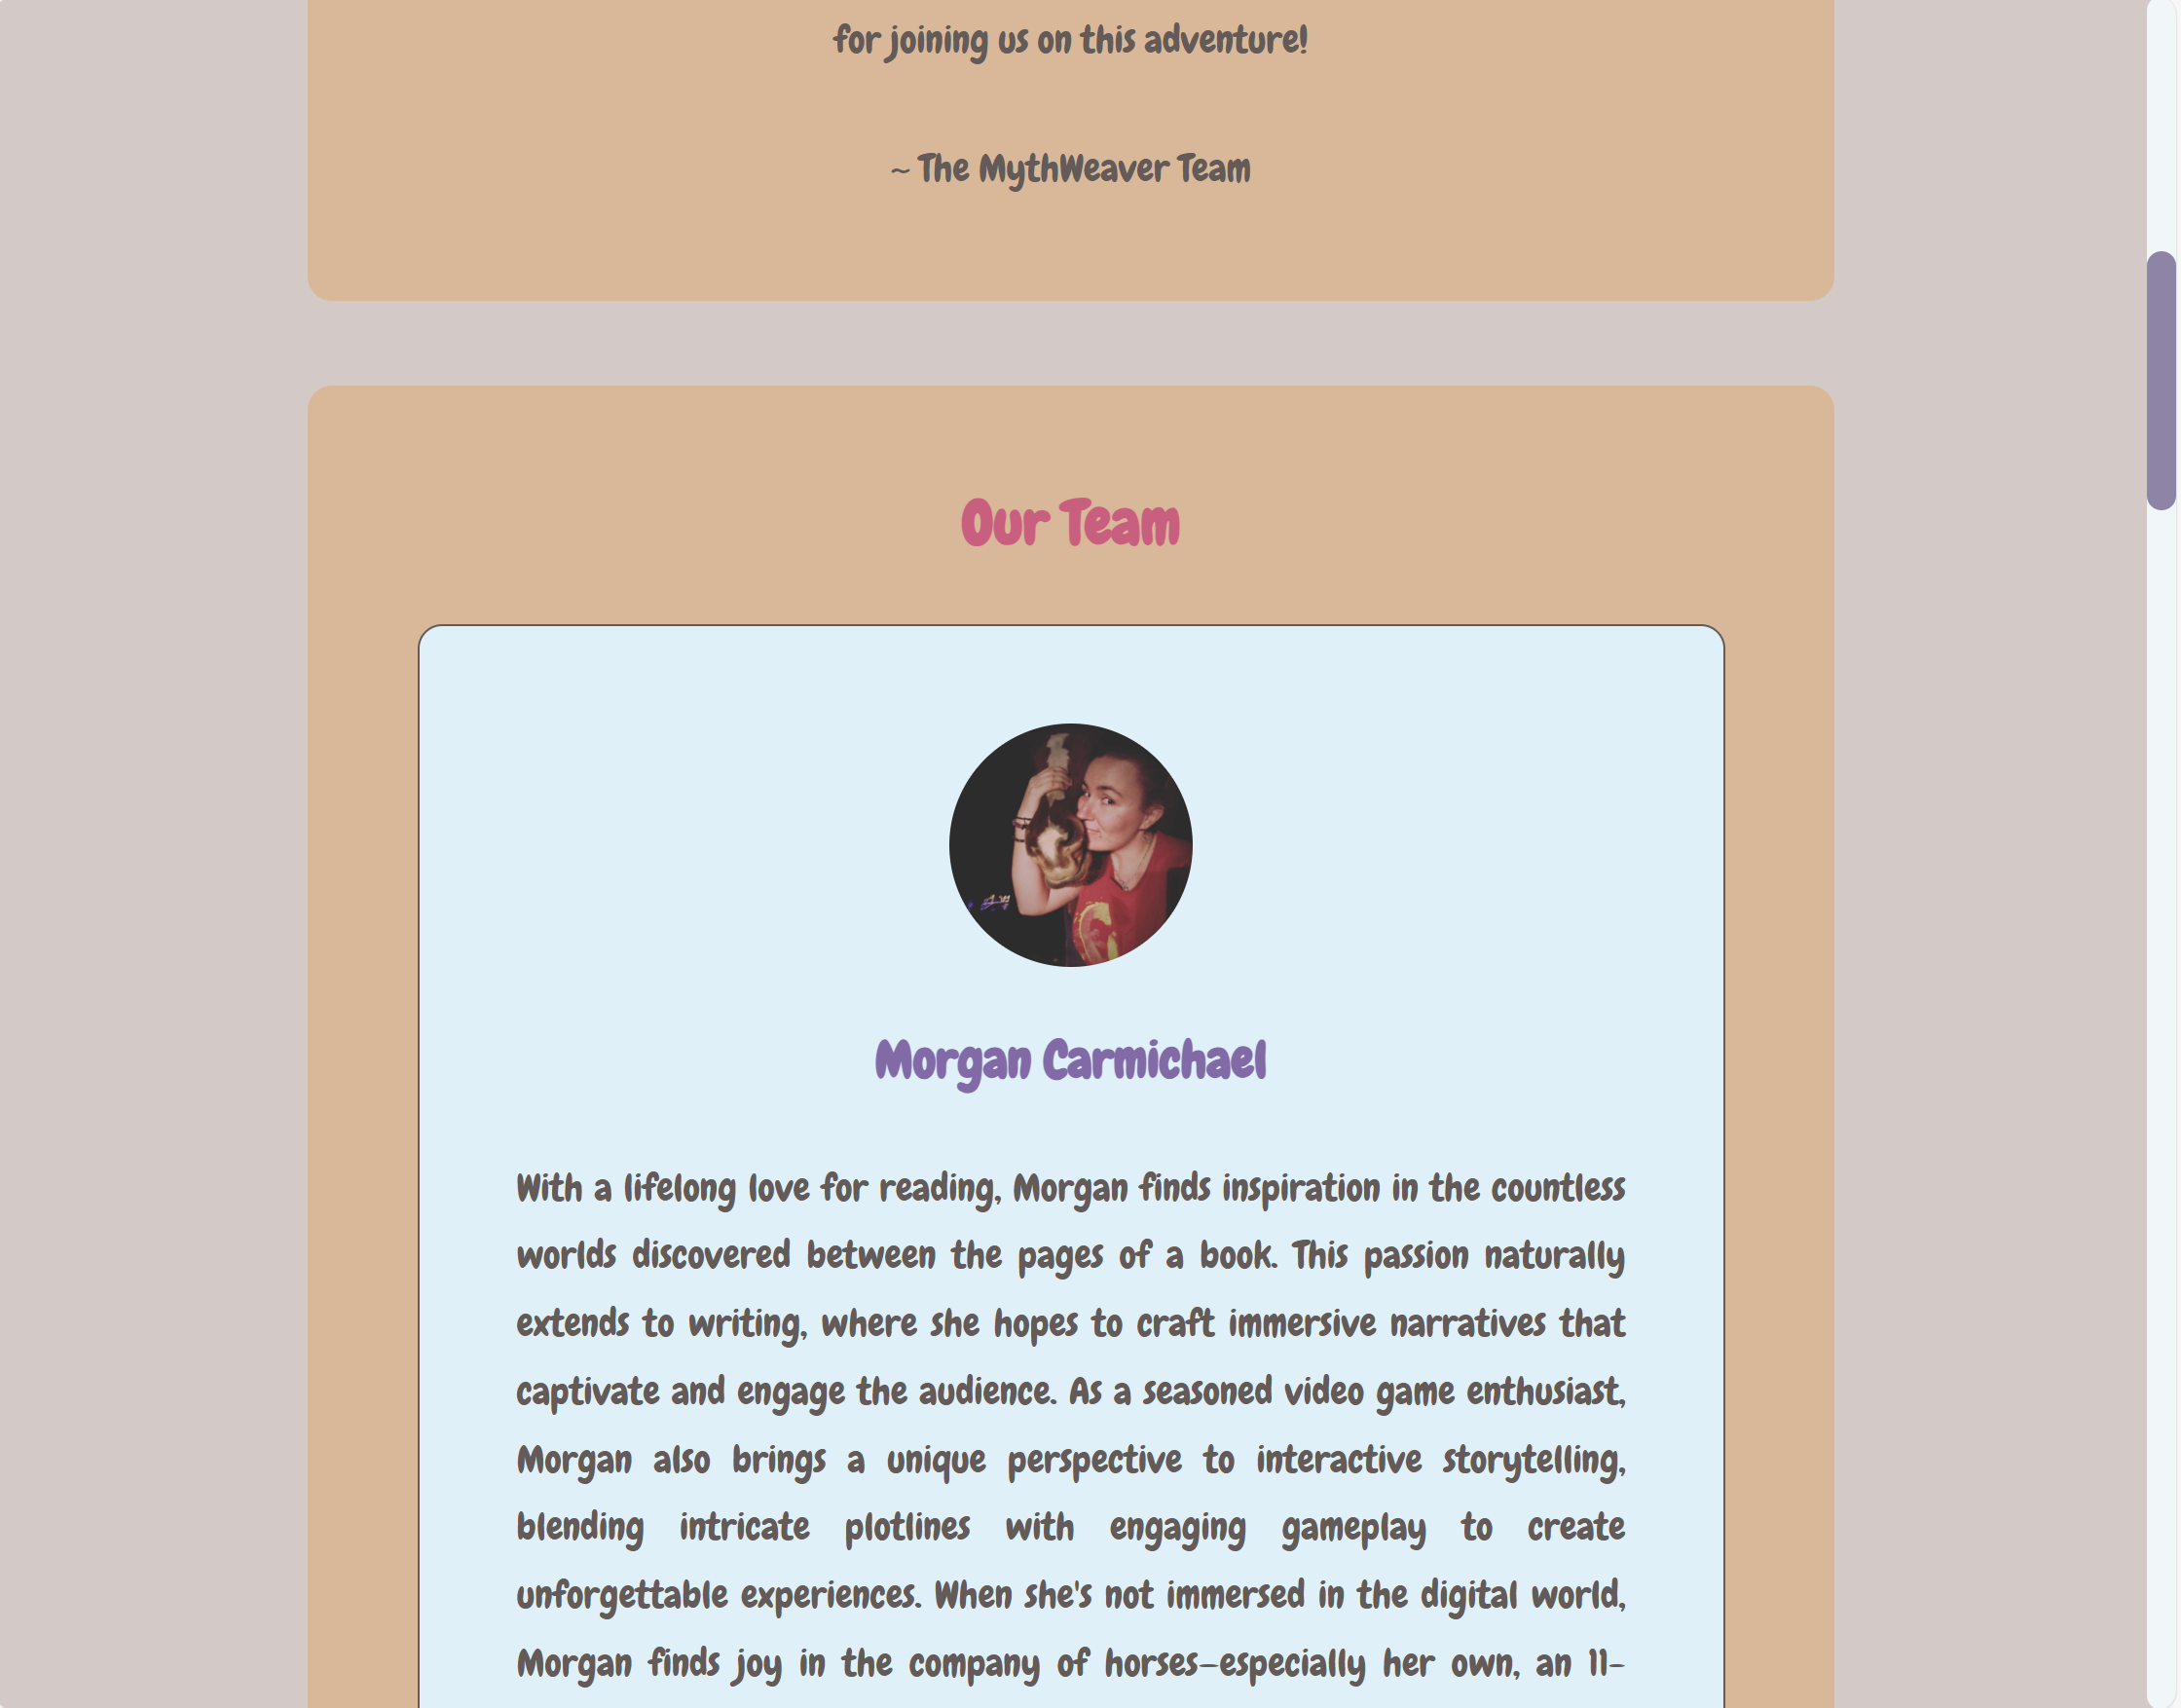 for joining us on this adventure!
~ The MythWeaver Team
Our Team
Morgan Carmichael
With a lifelong love for reading, Morgan finds inspiration in the countless
worlds discovered between the pages of a book. This passion naturally
extends to writing, where she hopes to craft immersive narratives that
captivate and engage the audience. As a seasoned video game enthusiast,
Morgan also brings a unique perspective to interactive storytelling,
blending intricate plotlines with engaging gameplay to create
unforgettable experiences. When she's not immersed in the digital world,
Morgan finds joy in the company of horses—especially her own, an 11-